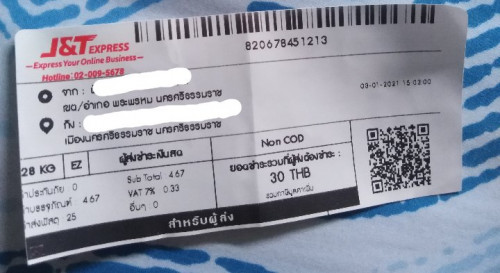 J&T EXPRESS
Express Your Online Business
Hotline:02-009-5678
820678451213
จาก :
เขต/อำเภอ พระพรหม นครศรีธรรมราช
03-01-2021 15:03:00
ถึง :
เมืองนครศรีธรรมราช นครศรีธรรมราช
28 KG
EZ
ผู้ส่งชำระเงินสด
Non COD
ค่าประกันภัย 0
Sub Total 4.67
ยอดชำระรวมที่ผู้ส่งต้องชำระ:
30 THB
ค่าบรรจุภัณฑ์ 4.67
VAT 7% 0.33
รวมภาษีมูลค่าเพิ่ม
ค่าส่งพัสดุ 25
อื่นๆ 0
สำหรับผู้ส่ง